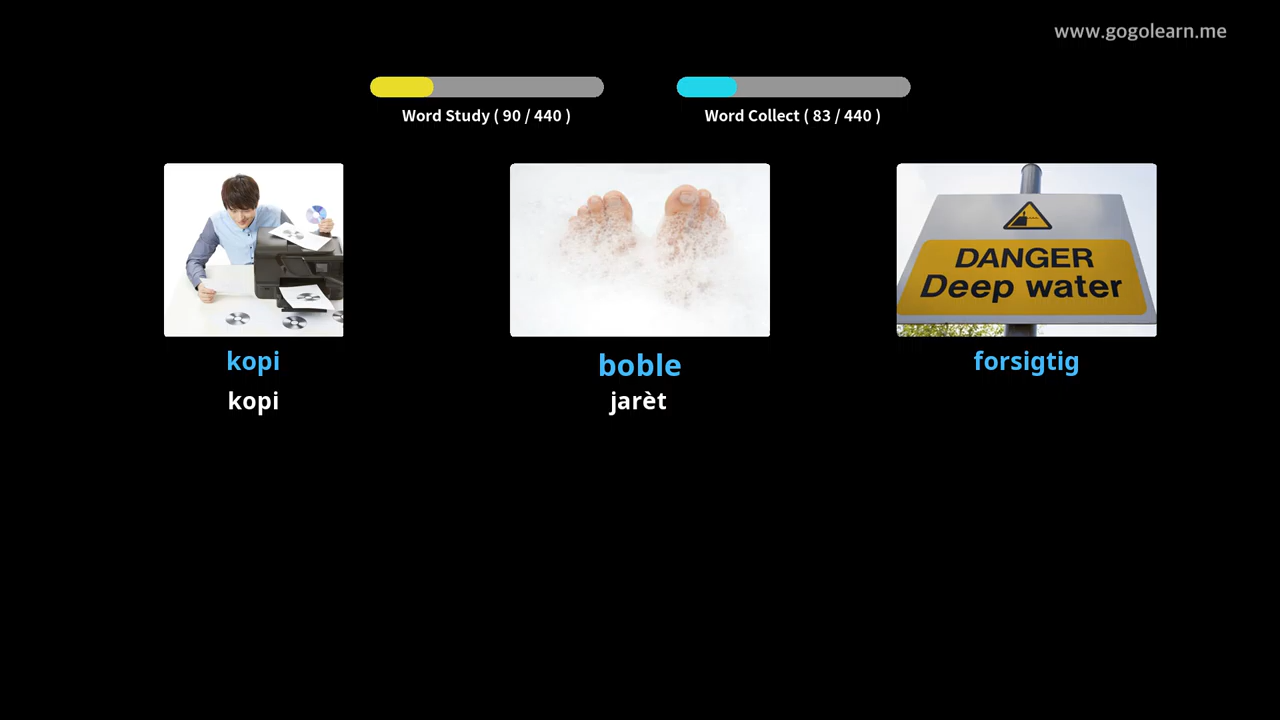 www.gogolearn.me
Word Study ( 90 / 440 )
Word Collect ( 83 / 440 )
DANGER
Deep water
kopi
kopi
boble
jarèt
forsigtig